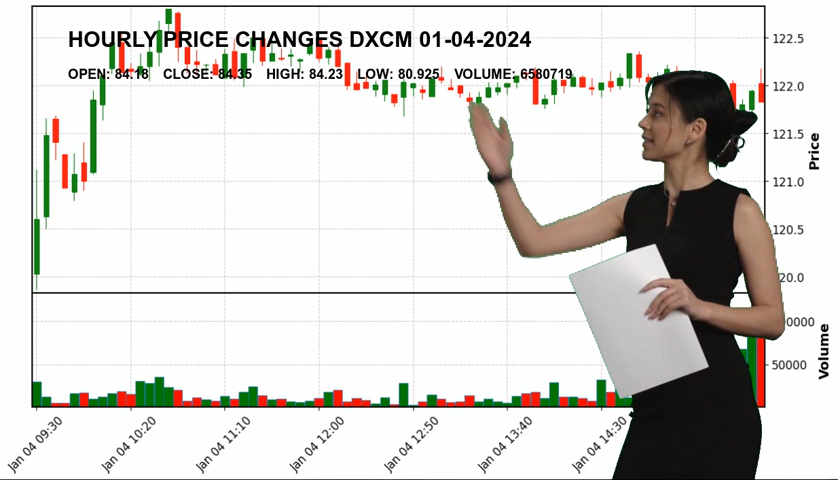 HOURLY PRICE CHANGES DXCM 01-04-2024
OPEN: 84.18 CLOSE: 84.35 HIGH: 84.23 LOW: 80.925 VOLUME: 6580719
122.5
122.0
121.5
121.0
120.5
120.0
Price
50000
Volume
Jan 04 09:30
Jan 04 10:20
Jan 04 11:10
Jan 04 12:00
Jan 04 12:50
Jan 04 13:40
Jan 04 14:30